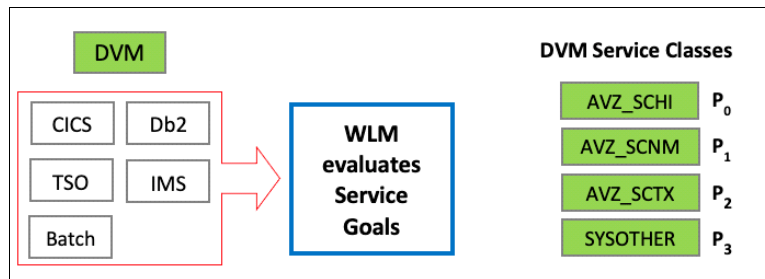 DVM
CICS
Db2
TSO
IMS
Batch
WLM
evaluates
Service
Goals
DVM Service Classes
AVZ_SCHI P0
AVZ_SCNM P1
AVZ_SCTX P2
SYSOTHER P3